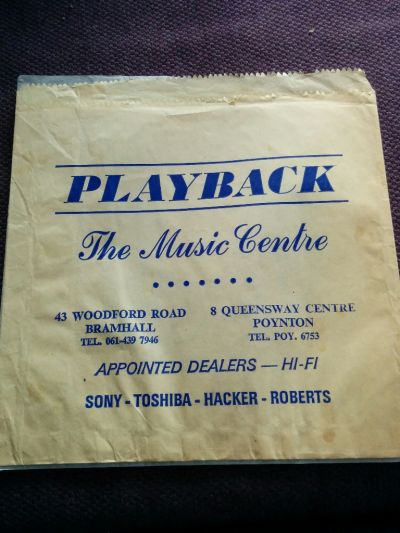 PLAYBACK
The Music Centre
.......
43 WOODFORD ROAD
BRAMHALL
TEL. 061-439 7946
8 QUEENSWAY CENTRE
POYNTON
TEL. POY. 6753
APPOINTED DEALERS — HI-FI
SONY - TOSHIBA - HACKER - ROBERTS